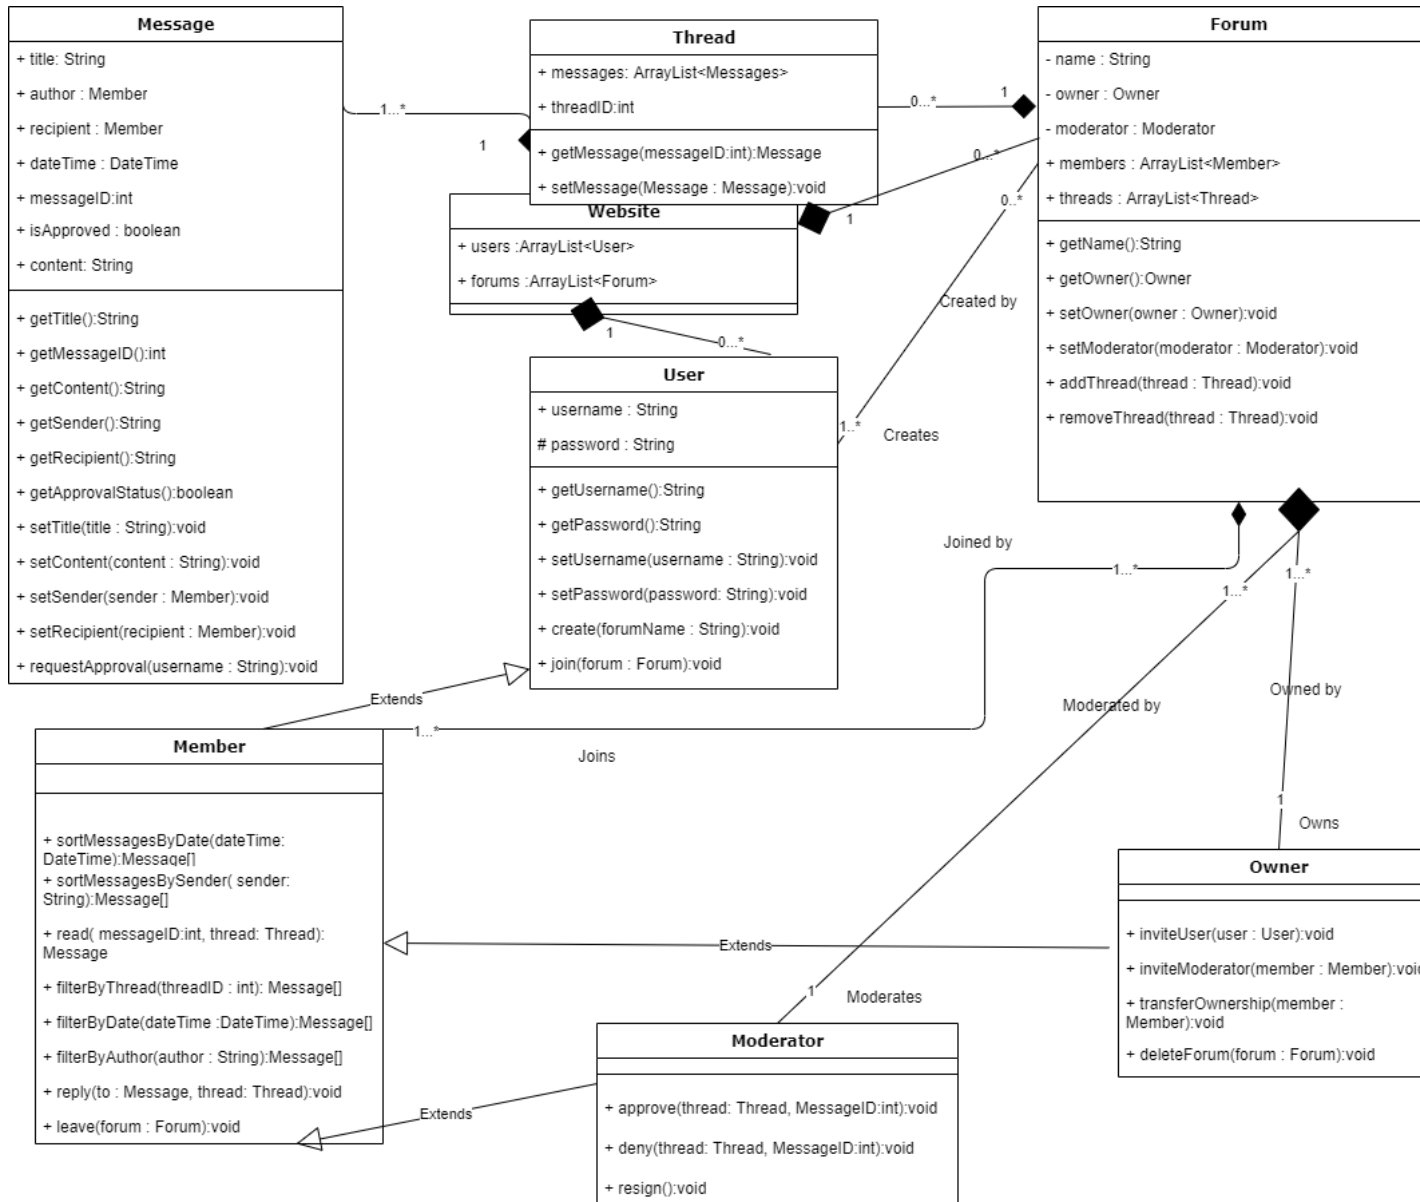 Message
+ title: String
+ author : Member
+ recipient : Member
+ dateTime : DateTime
+ messageID:int
+ isApproved : boolean
+ content: String
+ getTitle():String
+ getMessageID():int
+ getContent():String
+ getSender():String
+ getRecipient():String
+ getApprovalStatus():boolean
+ setTitle(title : String):void
+ setContent(content : String):void
+ setSender(sender : Member):void
+ setRecipient(recipient : Member):void
+ requestApproval(username : String):void
1...*
1
Thread
+ messages: ArrayList<Messages>
+ threadID:int
+ getMessage(messageID:int):Message
+ setMessage(Message : Message):void
0...*
1
Website
+ users :ArrayList<User>
+ forums :ArrayList<Forum>
0...*
1
1
0...*
User
+ username : String
# password : String
+ getUsername():String
+ getPassword():String
+ setUsername(username : String):void
+ setPassword(password: String):void
+ create(forumName : String):void
+ join(forum : Forum):void
0..*
Created by
1..*
Creates
Forum
- name : String
- owner : Owner
- moderator : Moderator
+ members : ArrayList<Member>
+ threads : ArrayList<Thread>
+ getName():String
+ getOwner():Owner
+ setOwner(owner : Owner):void
+ setModerator(moderator : Moderator):void
+ addThread(thread : Thread):void
+ removeThread(thread : Thread):void
Joined by
1...*
1...*
1...*
Extends
1...*
Joins
Moderated by
Owned by
1
Owns
Member
+ sortMessagesByDate(dateTime:
DateTime):Message[]
+ sortMessagesBySender( sender:
String):Message[]
+ read( messageID:int, thread: Thread):
Message
+ filterByThread(threadID : int): Message[]
+ filterByDate(dateTime :DateTime):Message[]
+ filterByAuthor(author : String):Message[]
+ reply(to : Message, thread: Thread):void
+ leave(forum : Forum):void
Extends
Owner
+ inviteUser(user : User):void
+ inviteModerator(member : Member):void
+ transferOwnership(member :
Member):void
+ deleteForum(forum : Forum):void
1
Moderates
Extends
Moderator
+ approve(thread: Thread, MessageID:int):void
+ deny(thread: Thread, MessageID:int):void
+ resign():void